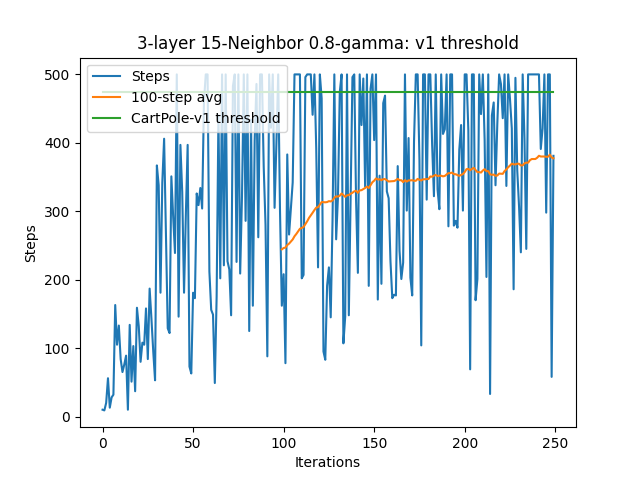 3-layer 15-Neighbor 0.8-gamma: v1 threshold
Steps
100-step avg
CartPole-v1 threshold
500
400
300
200
100
0
Steps
0
50
100
150
200
250
Iterations